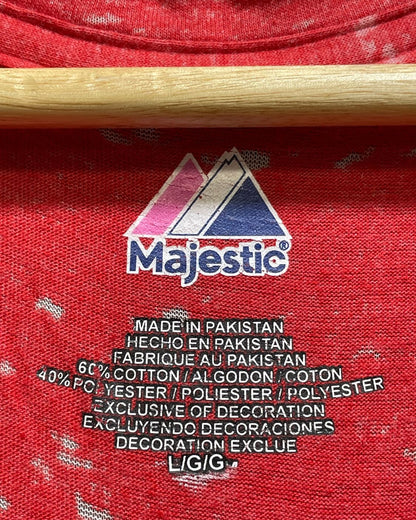 Majestic®
MADE IN PAKISTAN
HECHO EN PAKISTAN
FABRIQUE AU PAKISTAN
60% COTTON / ALGODON / COTON
40% POLYESTER / POLIESTER / POLYESTER
EXCLUSIVE OF DECORATION
EXCLUYENDO DECORACIONES
DECORATION EXCLUE
L/G/G